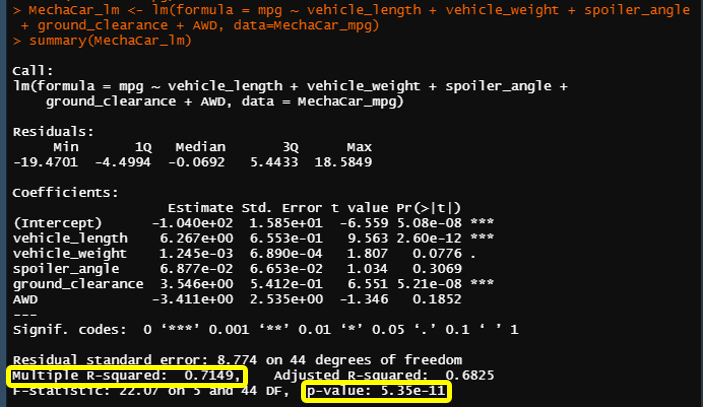 > MechaCar_lm <- lm(formula = mpg ~ vehicle_length + vehicle_weight + spoiler_angle
+ ground_clearance + AWD, data=MechaCar_mpg)
> summary(MechaCar_lm)
Call:
lm(formula = mpg ~ vehicle_length + vehicle_weight + spoiler_angle +
    ground_clearance + AWD, data = MechaCar_mpg)
Residuals:
     Min       1Q   Median       3Q      Max
-19.4701  -4.4994  -0.0692   5.4433  18.5849
Coefficients:
                   Estimate Std. Error t value Pr(>|t|)
(Intercept)      -1.040e+02  1.585e+01  -6.559 5.08e-08 ***
vehicle_length    6.267e+00  6.553e-01   9.563 2.60e-12 ***
vehicle_weight    1.245e-03  6.890e-04   1.807   0.0776 .
spoiler_angle     6.877e-02  6.653e-02   1.034   0.3069
ground_clearance  3.546e+00  5.412e-01   6.551 5.21e-08 ***
AWD              -3.411e+00  2.535e+00  -1.346   0.1852
---
Signif. codes:  0 ‘***’ 0.001 ‘**’ 0.01 ‘*’ 0.05 ‘.’ 0.1 ‘ ’ 1
Residual standard error: 8.774 on 44 degrees of freedom
Multiple R-squared:  0.7149,	Adjusted R-squared:  0.6825
F-statistic: 22.07 on 5 and 44 DF,  p-value: 5.35e-11